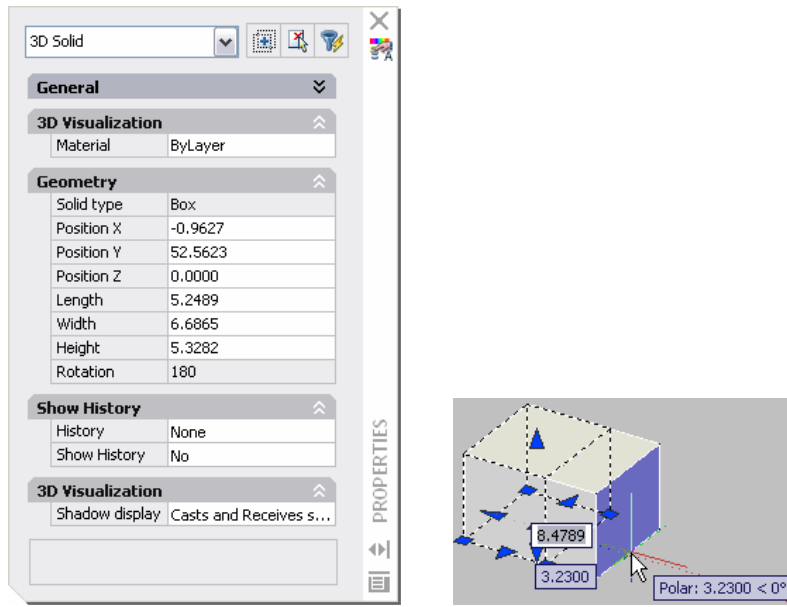 3D Solid
General
3D Visualization
Material ByLayer
Geometry
Solid type Box
Position X -0.9627
Position Y 52.5623
Position Z 0.0000
Length 5.2489
Width 6.6865
Height 5.3282
Rotation 180
Show History
History None
Show History No
3D Visualization
Shadow display Casts and Receives s...
PROPERTIES
8.4789
3.2300
Polar: 3.2300 < 0°